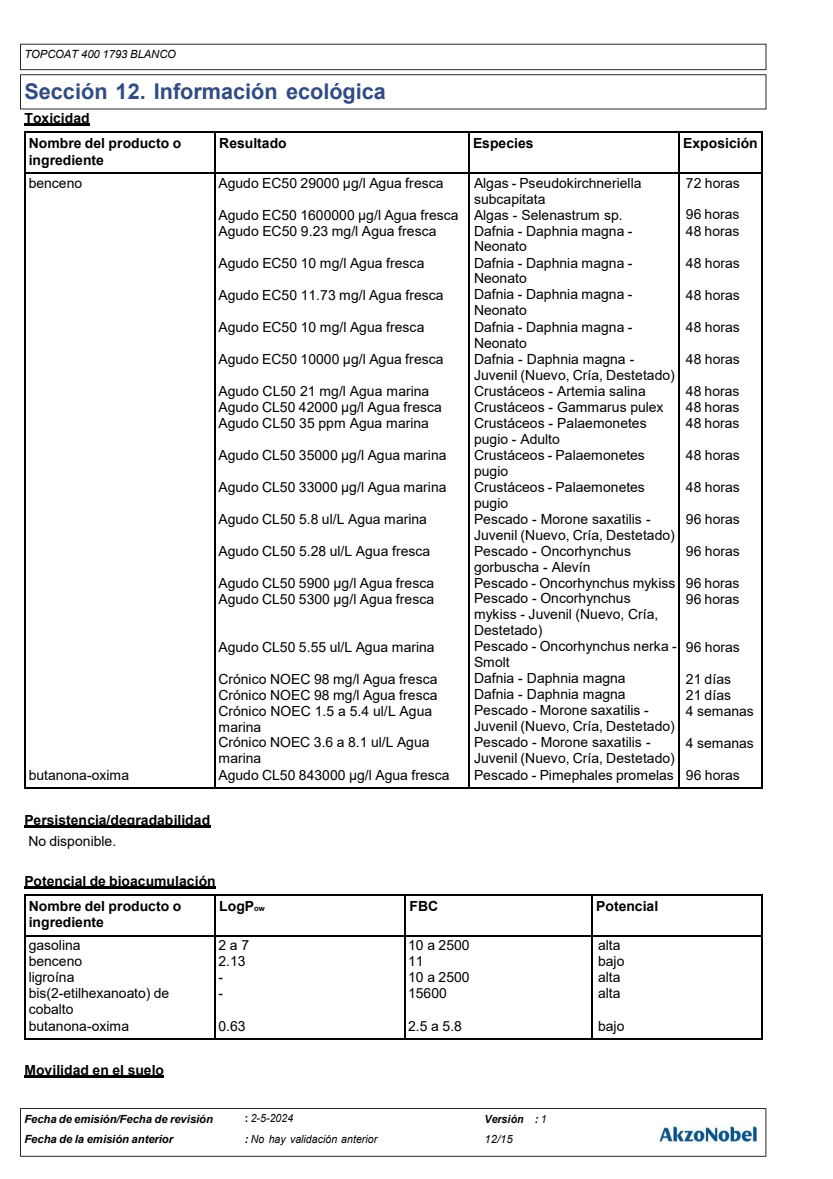 TOPCOAT 400 1793 BLANCO
Sección 12. Información ecológica
Toxicidad
Nombre del producto o ingrediente Resultado Especies Exposición
benceno Agudo EC50 29000 µg/l Agua fresca Algas - Pseudokirchneriella subcapitata 72 horas
Agudo EC50 1600000 µg/l Agua fresca Algas - Selenastrum sp. 96 horas
Agudo EC50 9.23 mg/l Agua fresca Dafnia - Daphnia magna - Neonato 48 horas
Agudo EC50 10 mg/l Agua fresca Dafnia - Daphnia magna - Neonato 48 horas
Agudo EC50 11.73 mg/l Agua fresca Dafnia - Daphnia magna - Neonato 48 horas
Agudo EC50 10 mg/l Agua fresca Dafnia - Daphnia magna - Neonato 48 horas
Agudo EC50 10000 µg/l Agua fresca Dafnia - Daphnia magna - Juvenil (Nuevo, Cría, Destetado) 48 horas
Agudo CL50 21 mg/l Agua marina Crustáceos - Artemia salina 48 horas
Agudo CL50 42000 µg/l Agua fresca Crustáceos - Gammarus pulex 48 horas
Agudo CL50 35 ppm Agua marina Crustáceos - Palaemonetes pugio - Adulto 48 horas
Agudo CL50 35000 µg/l Agua marina Crustáceos - Palaemonetes pugio 48 horas
Agudo CL50 33000 µg/l Agua marina Crustáceos - Palaemonetes pugio 48 horas
Agudo CL50 5.8 ul/L Agua marina Pescado - Morone saxatilis - Juvenil (Nuevo, Cría, Destetado) 96 horas
Agudo CL50 5.28 ul/L Agua fresca Pescado - Oncorhynchus gorbuscha - Alevín 96 horas
Agudo CL50 5900 µg/l Agua fresca Pescado - Oncorhynchus mykiss 96 horas
Agudo CL50 5300 µg/l Agua fresca Pescado - Oncorhynchus mykiss - Juvenil (Nuevo, Cría, Destetado) 96 horas
Agudo CL50 5.55 ul/L Agua marina Pescado - Oncorhynchus nerka - Smolt 96 horas
Crónico NOEC 98 mg/l Agua fresca Dafnia - Daphnia magna 21 días
Crónico NOEC 98 mg/l Agua fresca Dafnia - Daphnia magna 21 días
Crónico NOEC 1.5 a 5.4 ul/L Agua marina Pescado - Morone saxatilis - Juvenil (Nuevo, Cría, Destetado) 4 semanas
Crónico NOEC 3.6 a 8.1 ul/L Agua marina Pescado - Morone saxatilis - Juvenil (Nuevo, Cría, Destetado) 4 semanas
butanona-oxima Agudo CL50 843000 µg/l Agua fresca Pescado - Pimephales promelas 96 horas
Persistencia/degradabilidad
No disponible.
Potencial de bioacumulación
Nombre del producto o ingrediente LogPow FBC Potencial
gasolina 2 a 7 10 a 2500 alta
benceno 2.13 11 bajo
ligroína - 10 a 2500 alta
bis(2-etilhexanoato) de cobalto - 15600 alta
butanona-oxima 0.63 2.5 a 5.8 bajo
Movilidad en el suelo
Fecha de emisión/Fecha de revisión : 2-5-2024 Versión : 1
Fecha de la emisión anterior : No hay validación anterior 12/15
AkzoNobel